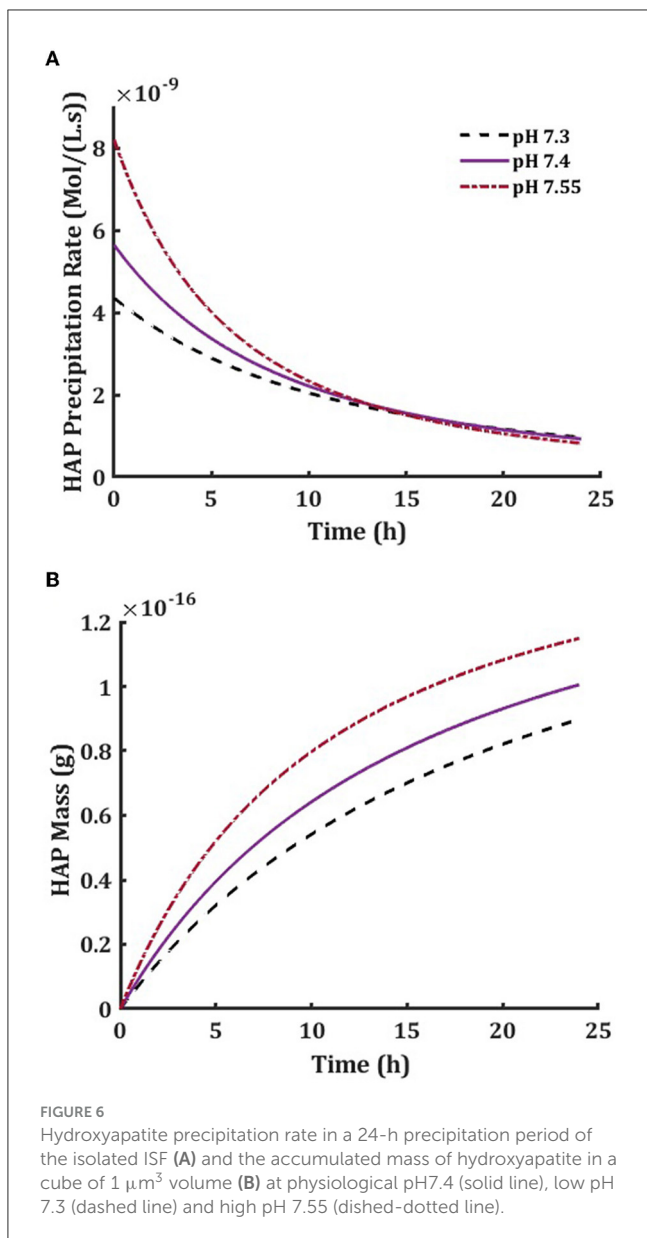 A
×10⁻⁹
HAP Precipitation Rate (Mol/(L.s))
8
6
4
2
0
pH 7.3
pH 7.4
pH 7.55
0 5 10 15 20 25
Time (h)
B
×10⁻¹⁶
HAP Mass (g)
1.2
1
0.8
0.6
0.4
0.2
0
0 5 10 15 20 25
Time (h)
FIGURE 6
Hydroxyapatite precipitation rate in a 24-h precipitation period of
the isolated ISF (A) and the accumulated mass of hydroxyapatite in a
cube of 1 μm³ volume (B) at physiological pH7.4 (solid line), low pH
7.3 (dashed line) and high pH 7.55 (dished-dotted line).